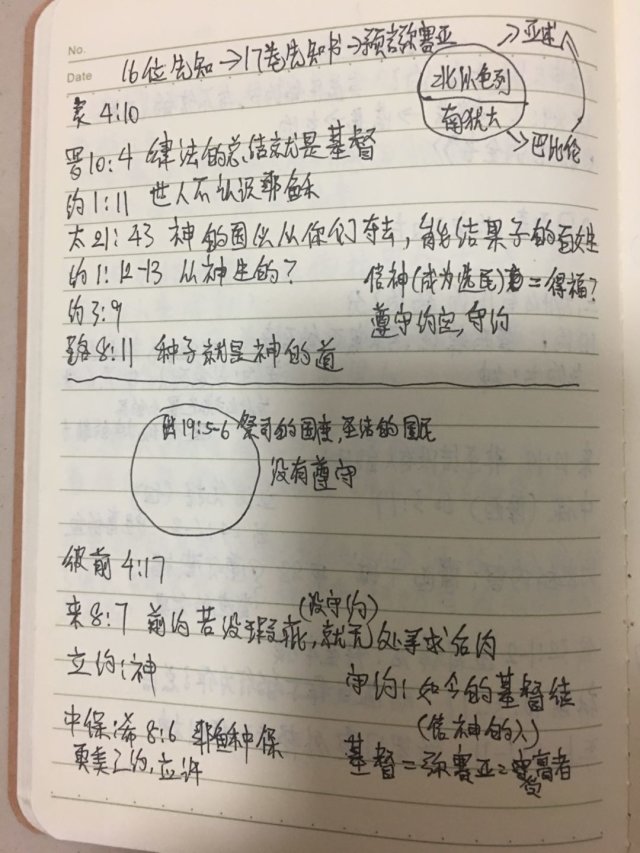 No.
Date
16位先知→17卷先知书→预言弥赛亚
>>亚述
北以色列
南犹大
>>巴比伦
4:10
罗10:4 律法的总结就是基督
约1:11 世人不认识耶稣
太21:43 神的国必从你们夺去,能结果子的百姓
约1:12-13 从神生的?
信神(成为选民) =得福?
约3:9
遵守约定,守约
路8:11 种子就是神的道
出19:5-6 祭司的国度,圣洁的国民
没有遵守
彼前4:17
(没守约)
来8:7 前约若没瑕疵,就无处寻求后约
立约:神
守约:如今的基督徒
(信神的人)
中保:希8:6 耶稣中保
更美之约,应许
基督=弥赛亚=受膏者